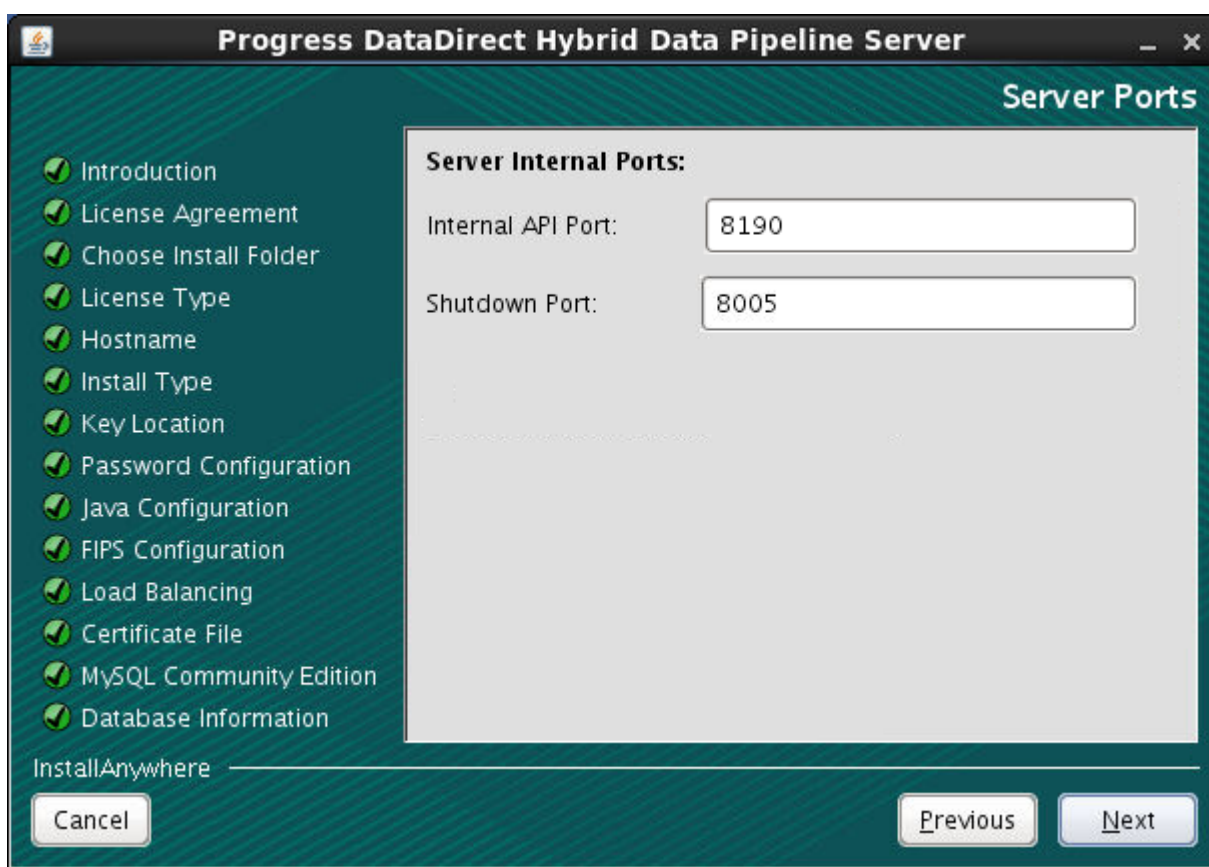 Progress DataDirect Hybrid Data Pipeline Server
Server Ports
Introduction
License Agreement
Choose Install Folder
License Type
Hostname
Install Type
Key Location
Password Configuration
Java Configuration
FIPS Configuration
Load Balancing
Certificate File
MySQL Community Edition
Database Information
Server Internal Ports:
Internal API Port: 8190
Shutdown Port: 8005
InstallAnywhere
Cancel Previous Next